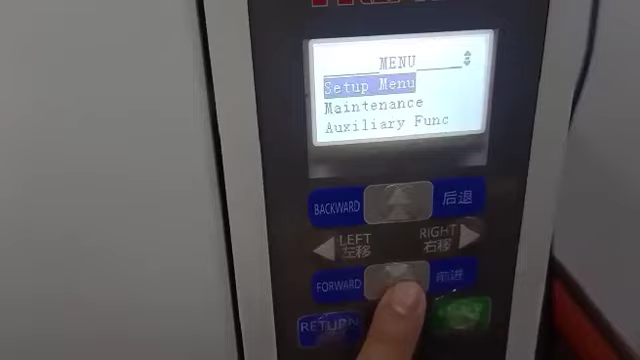 MENU
Setup Menu
Maintenance
Auxiliary Func
BACKWARD 后退
LEFT 左移
RIGHT 右移
FORWARD 前进
RETURN